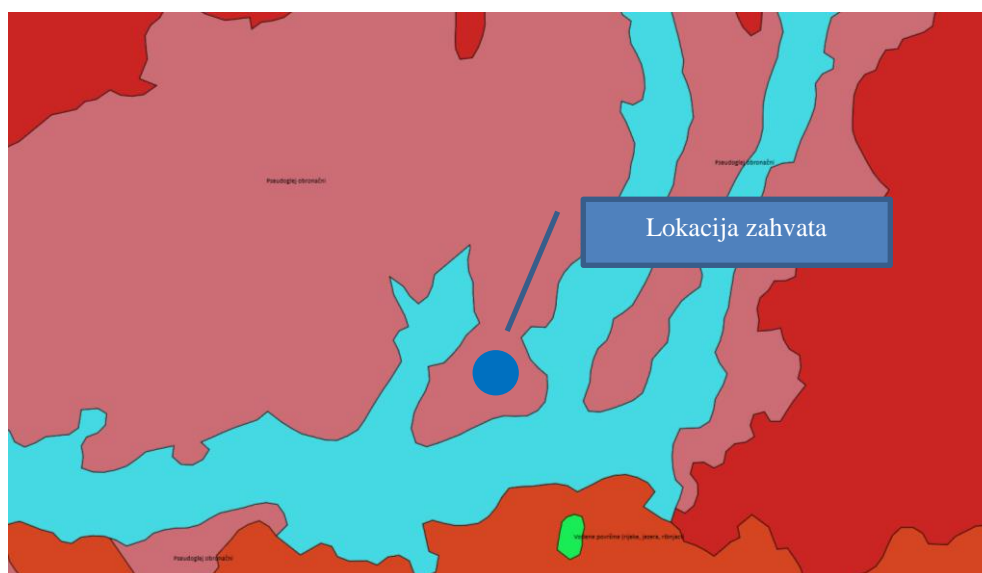 Pseudoglej obronačni
Pseudoglej obronačni
Lokacija zahvata
Vodene površine (rijeke, jezera, ribnjaci)
Pseudoglej obronačni